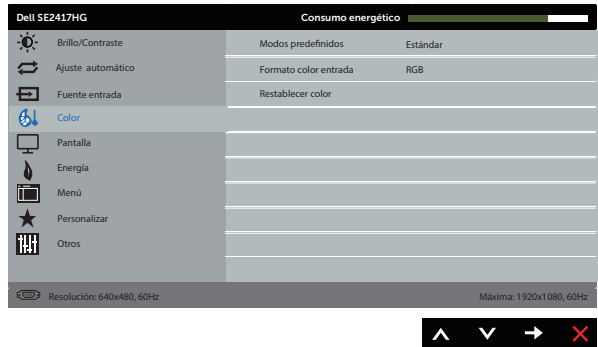 Dell SE2417HG Consumo energético
Brillo/Contraste Modos predefinidos Estándar
Ajuste automático Formato color entrada RGB
Fuente entrada Restablecer color
Color
Pantalla
Energía
Menú
Personalizar
Otros
Resolución: 640x480, 60Hz Máxima: 1920x1080, 60Hz